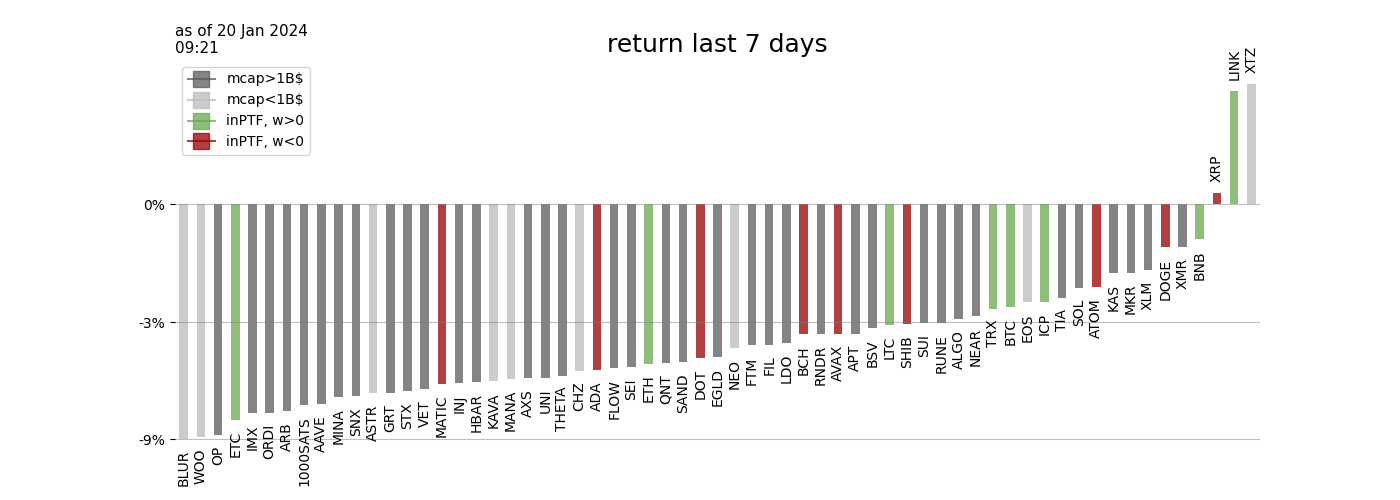 as of 20 Jan 2024
09:21
return last 7 days
mcap>1B$
mcap<1B$
inPTF, w>0
inPTF, w<0
0%
-3%
-9%
BLUR
WOO
OP
ETC
IMX
ORDI
ARB
1000SATS
AAVE
MINA
SNX
ASTR
GRT
STX
VET
MATIC
INJ
HBAR
KAVA
MANA
AXS
UNI
THETA
CHZ
ADA
FLOW
SEI
ETH
QNT
SAND
DOT
EGLD
NEO
FTM
FIL
LDO
BCH
RNDR
AVAX
APT
BSV
LTC
SHIB
SUI
RUNE
ALGO
NEAR
TRX
BTC
EOS
ICP
TIA
SOL
ATOM
KAS
MKR
XLM
DOGE
XMR
BNB
XRP
LINK
XTZ